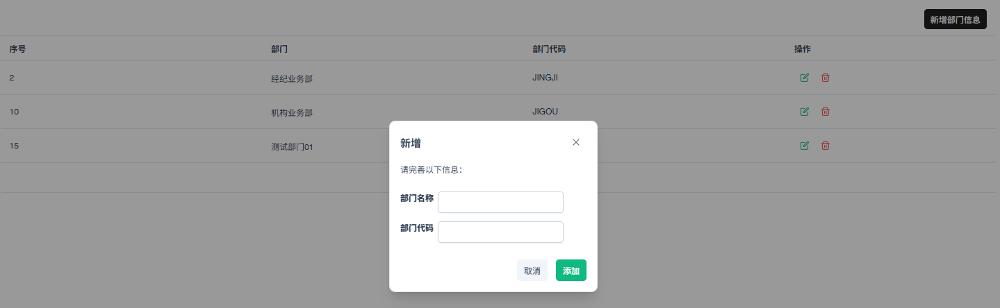 新增部门信息
序号 部门 部门代码 操作
2 经纪业务部 JINGJI
10 机构业务部 JIGOU
15 测试部门01
新增
请完善以下信息：
部门名称
部门代码
取消 添加